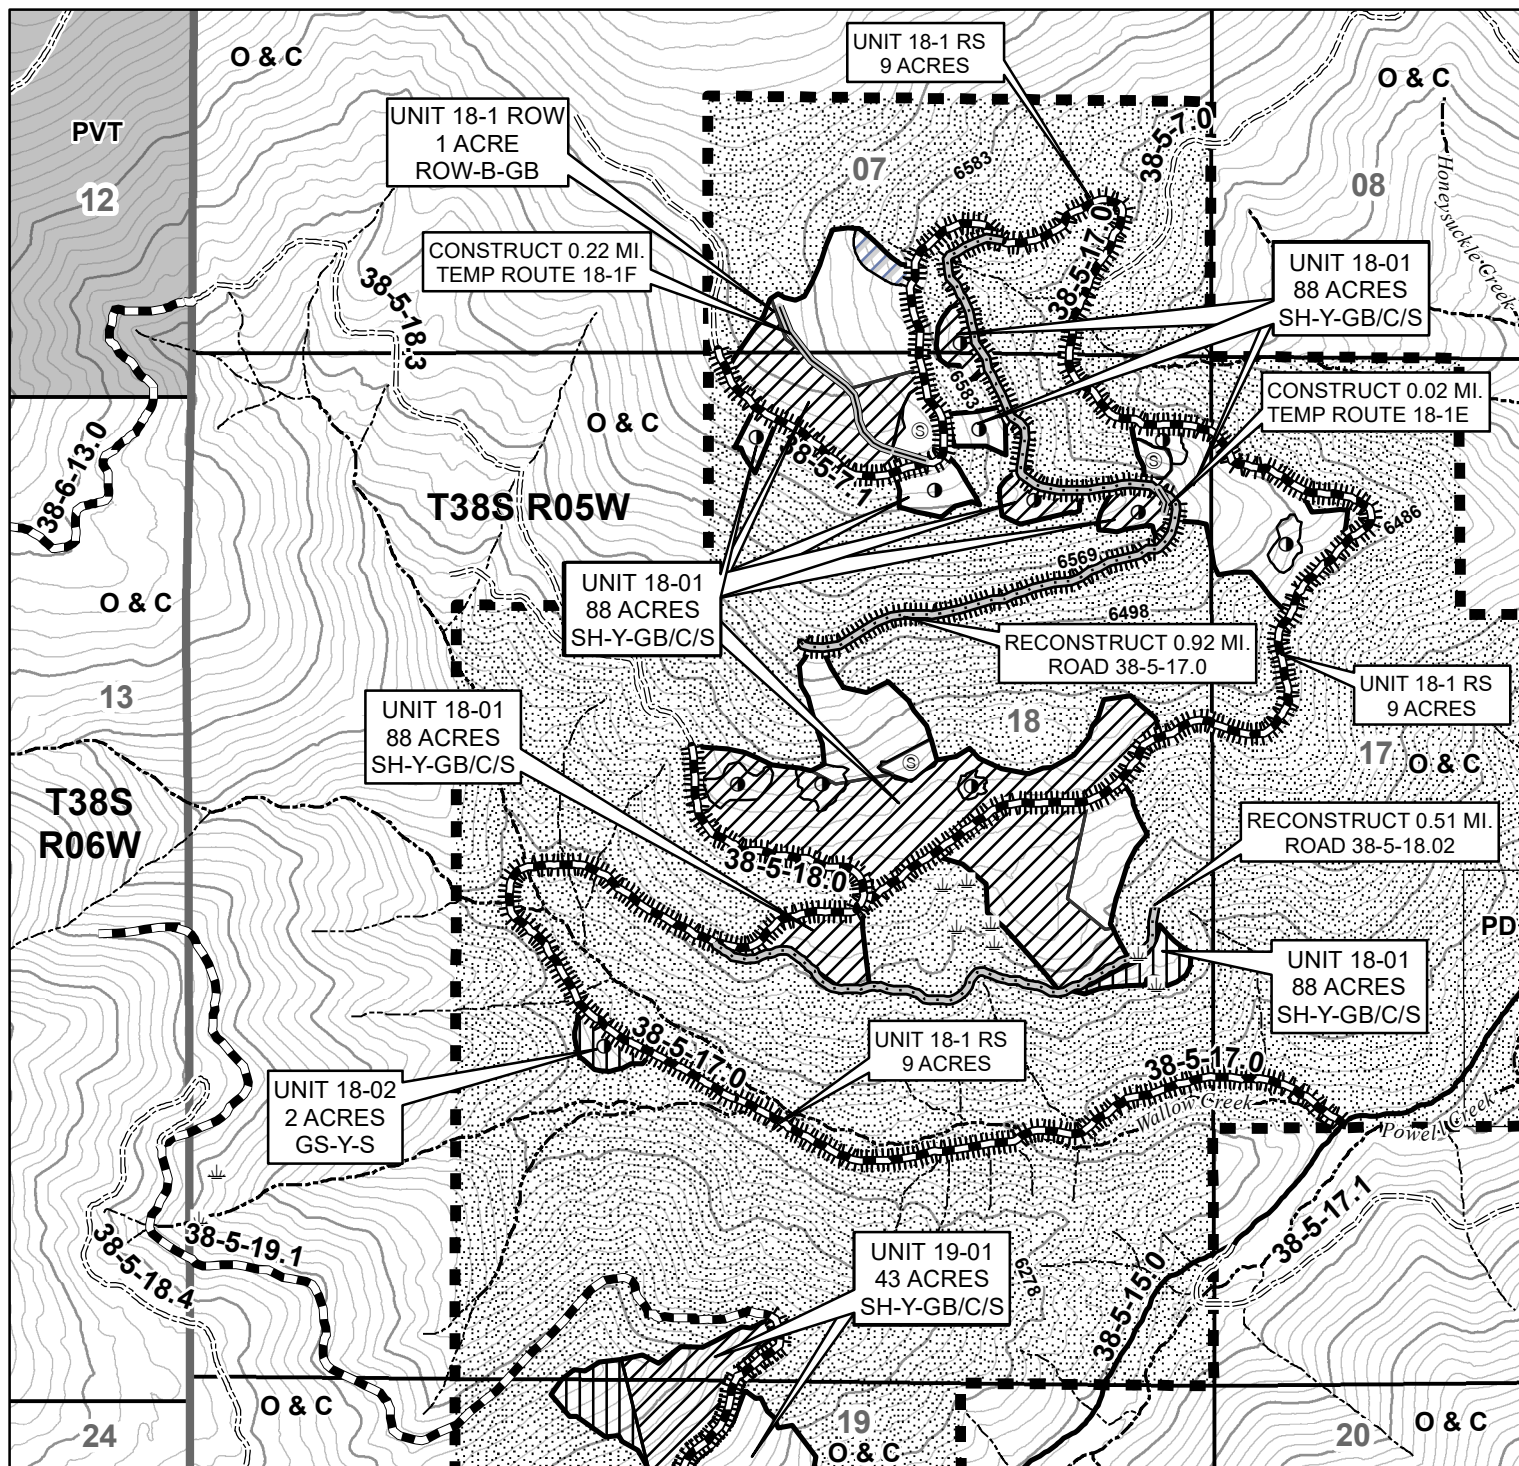 O & C
UNIT 18-1 RS
9 ACRES
O & C
PVT
12
UNIT 18-1 ROW
1 ACRE
ROW-B-GB
07
6583
38-5-7.0
08
Honeysuckle Creek
CONSTRUCT 0.22 MI.
TEMP ROUTE 18-1F
38-5-18.3
38-5-17.0
UNIT 18-01
88 ACRES
SH-Y-GB/C/S
6583
CONSTRUCT 0.02 MI.
TEMP ROUTE 18-1E
O & C
S
S
38-6-13.0
38-5-7.1
T38S R05W
6486
6569
O & C
UNIT 18-01
88 ACRES
SH-Y-GB/C/S
6498
RECONSTRUCT 0.92 MI.
ROAD 38-5-17.0
13
UNIT 18-1 RS
9 ACRES
UNIT 18-01
88 ACRES
SH-Y-GB/C/S
18
17
O & C
S
T38S
R06W
RECONSTRUCT 0.51 MI.
ROAD 38-5-18.02
38-5-18.0
PD
UNIT 18-01
88 ACRES
SH-Y-GB/C/S
38-5-17.0
UNIT 18-1 RS
9 ACRES
38-5-17.0
UNIT 18-02
2 ACRES
GS-Y-S
Wallow Creek
Powell Creek
38-5-19.1
38-5-18.4
UNIT 19-01
43 ACRES
SH-Y-GB/C/S
6278
38-5-15.0
38-5-17.1
O & C
24
19
O & C
20
O & C